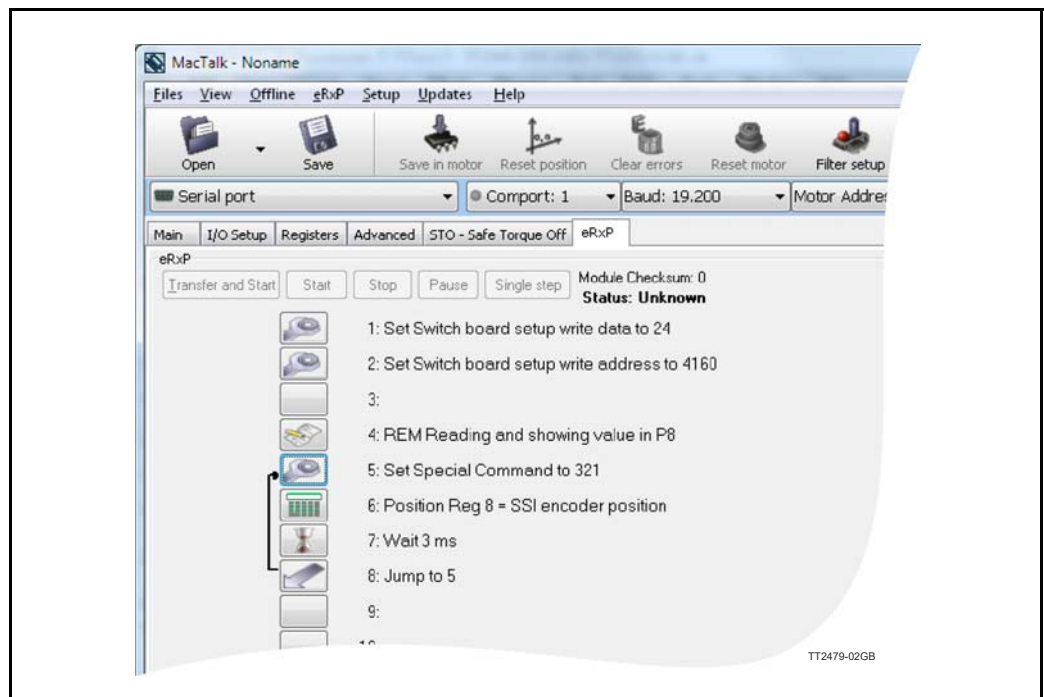 MacTalk - Noname
Files View Offline eRxP Setup Updates Help
Open Save Save in motor Reset position Clear errors Reset motor Filter setup
Serial port Comport: 1 Baud: 19.200 Motor Addre
Main I/O Setup Registers Advanced STO - Safe Torque Off eRxP
eRxP
Transfer and Start Start Stop Pause Single step Module Checksum: 0
Status: Unknown
1: Set Switch board setup write data to 24
2: Set Switch board setup write address to 4160
3:
4: REM Reading and showing value in P8
5: Set Special Command to 321
6: Position Reg 8 = SSI encoder position
7: Wait 3 ms
8: Jump to 5
9:
TT2479-02GB